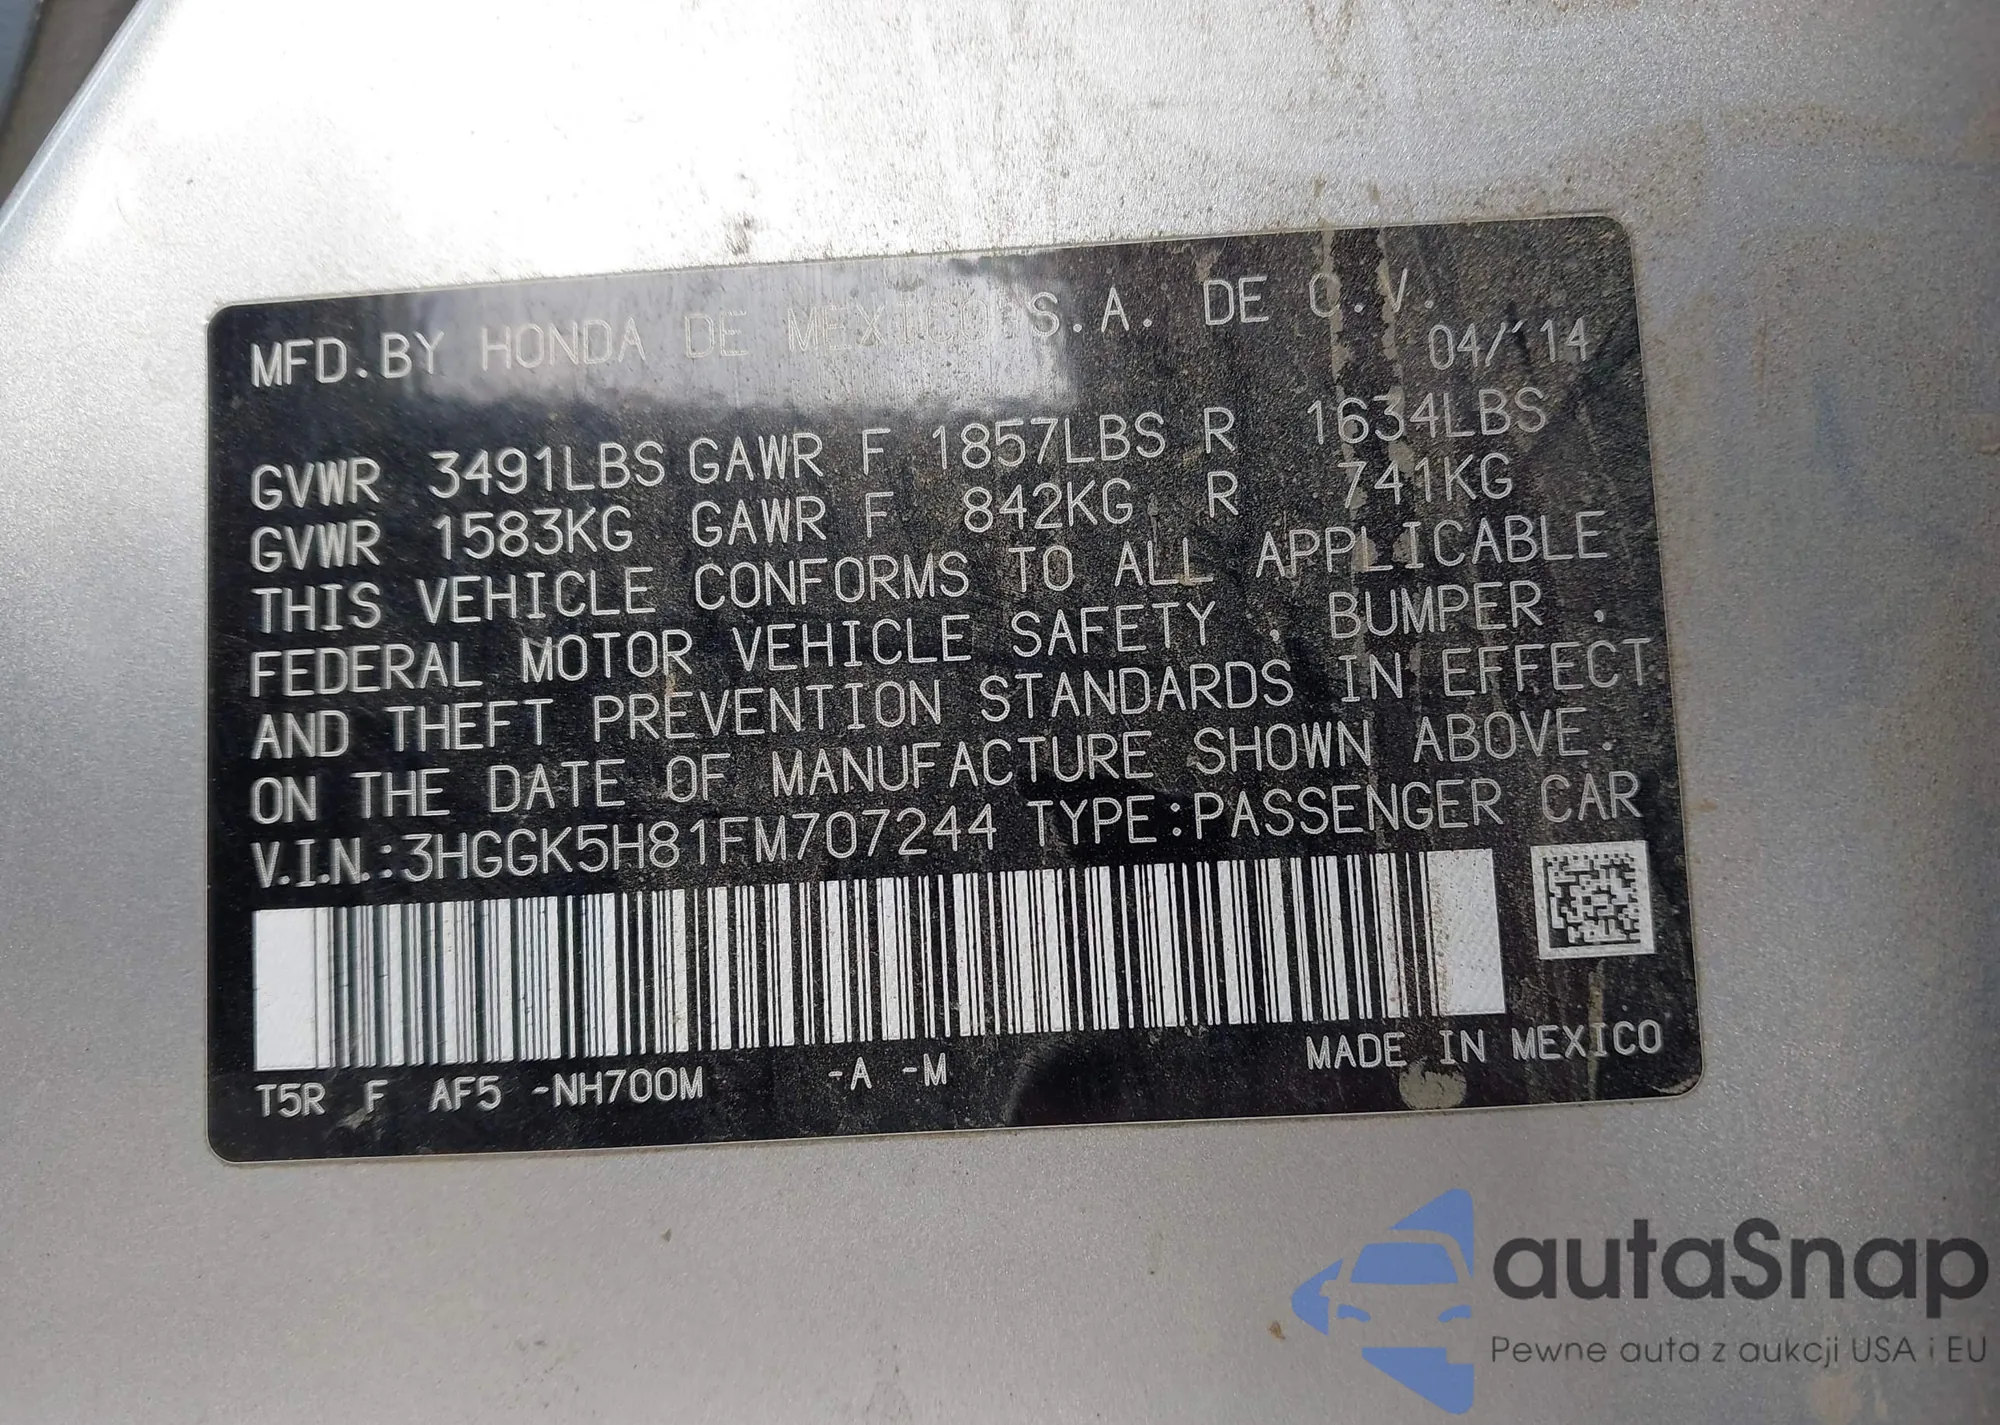 MFD.BY HONDA DE MEXICO S.A. DE C.V.
04/'14
GVWR 3491LBS GAWR F 1857LBS R 1634LBS
GVWR 1583KG GAWR F 842KG R 741KG
THIS VEHICLE CONFORMS TO ALL APPLICABLE
FEDERAL MOTOR VEHICLE SAFETY , BUMPER ,
AND THEFT PREVENTION STANDARDS IN EFFECT
ON THE DATE OF MANUFACTURE SHOWN ABOVE.
V.I.N.:3HGGK5H81FM707244 TYPE:PASSENGER CAR
T5R F AF5 -NH700M -A -M
MADE IN MEXICO
autaSnap
Pewne auta z aukcji USA i EU